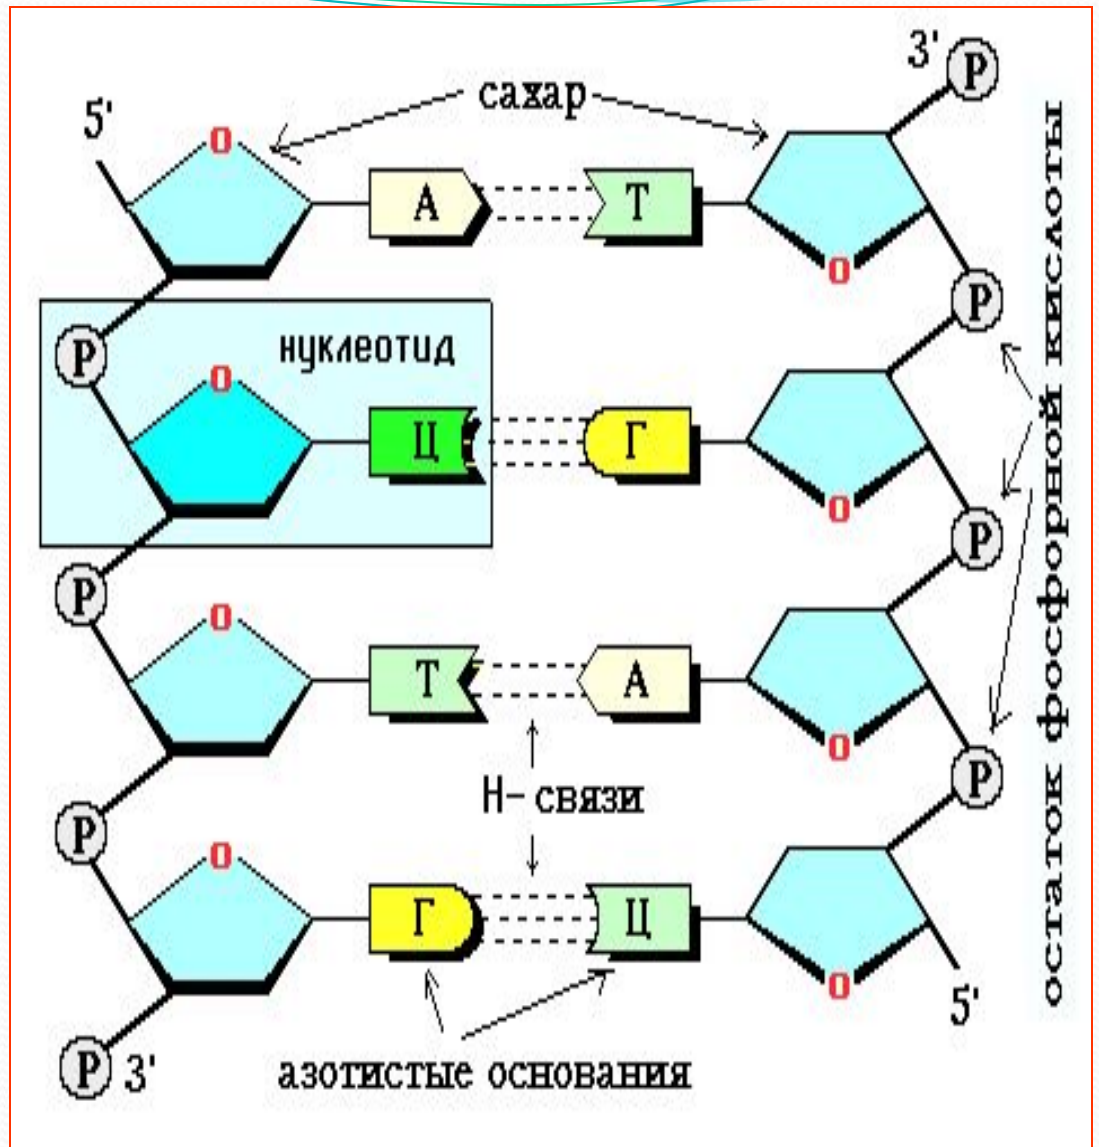 3' P
5'
сахар
O
А Т
O
P
P
нуклеотид
O
Ц Г
O
P
P
O
Т А
O
P
Н- связи
P
O
Г Ц
O
5'
P 3'
азотистые основания
остаток фосфорной кислоты